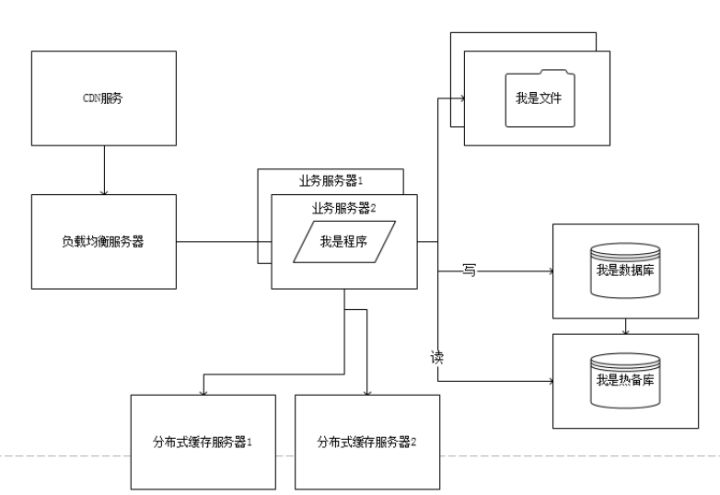 CDN服务
我是文件
业务服务器1
业务服务器2
我是程序
负载均衡服务器
写
我是数据库
读
我是热备库
分布式缓存服务器1
分布式缓存服务器2